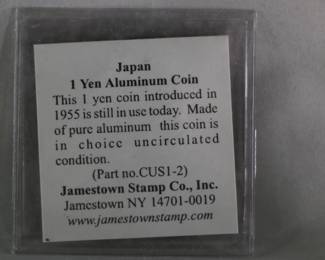 Japan
1 Yen Aluminum Coin
This 1 yen coin introduced in
1955 is still in use today. Made
of pure aluminum this coin is
in choice uncirculated
condition.
(Part no.CUS1-2)
Jamestown Stamp Co., Inc.
Jamestown NY 14701-0019
www.jamestownstamp.com